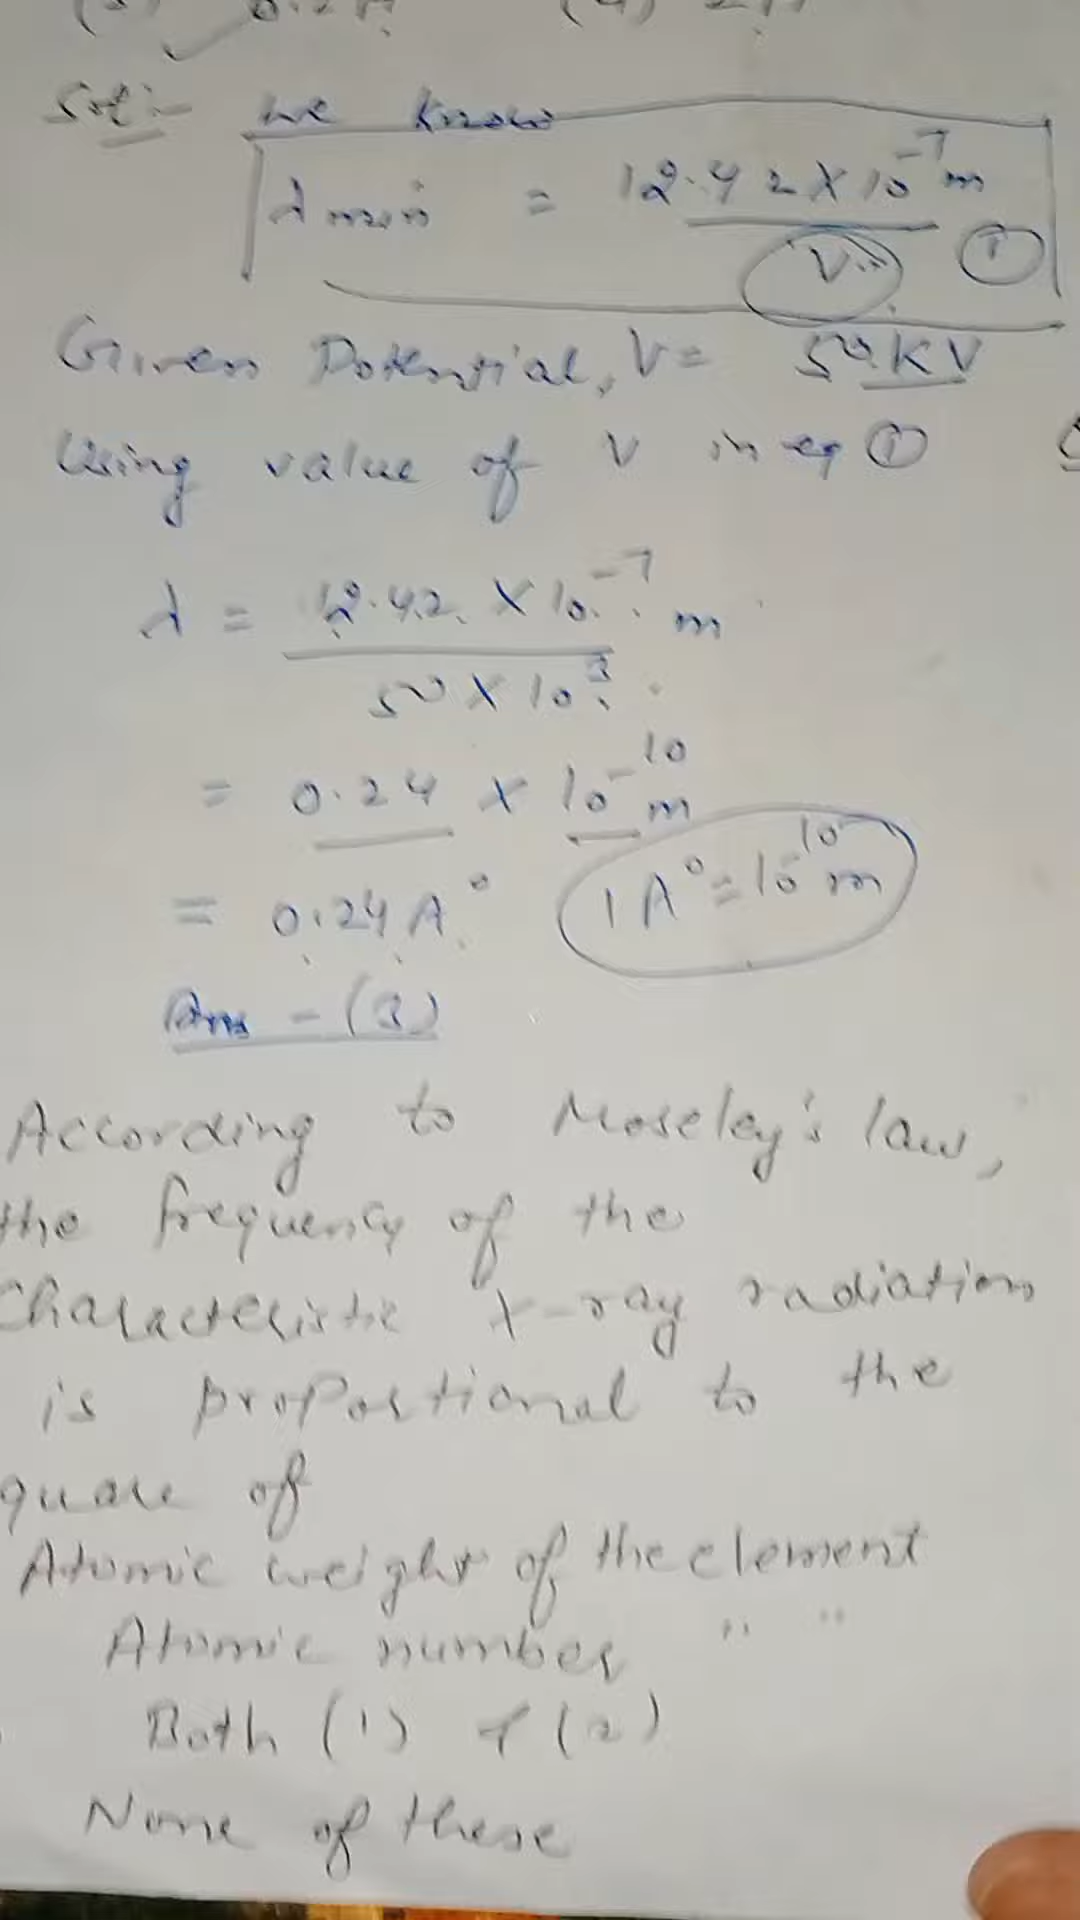 Sol:- we know
λmin = 12.42 X 10⁻⁷ m
V ①
Given Potential, V = 50 KV
Using value of V in eq ①
λ = 12.42 X 10⁻⁷ m
50 X 10³
= 0.24 X 10⁻¹⁰ m
= 0.24 A° 1 A° = 10⁻¹⁰ m
Ans - (3)
According to Moseley's law,
the frequency of the
Characteristic X-ray radiation
is proportional to the
quare of
Atomic weight of the element
Atomic number " "
Both (1) & (2)
None of these